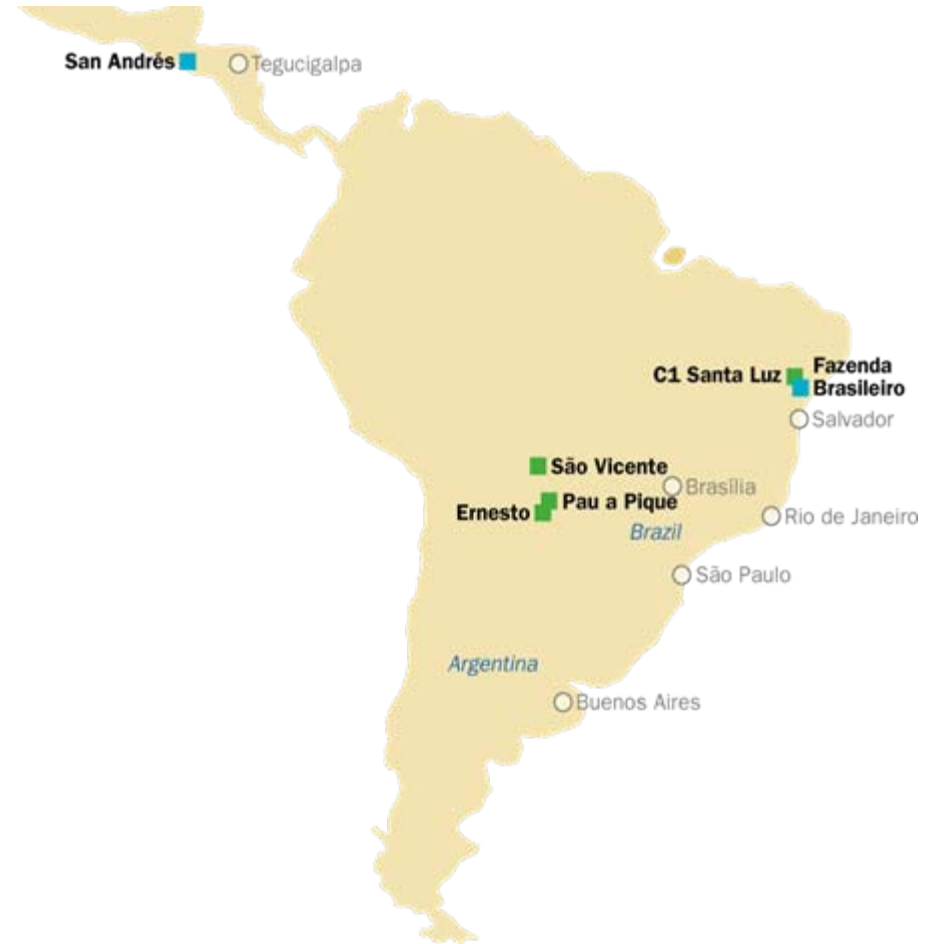 San Andrés
Tegucigalpa
C1 Santa Luz
Fazenda
Brasileiro
Salvador
São Vicente
Brasília
Pau a Pique
Ernesto
Rio de Janeiro
Brazil
São Paulo
Argentina
Buenos Aires